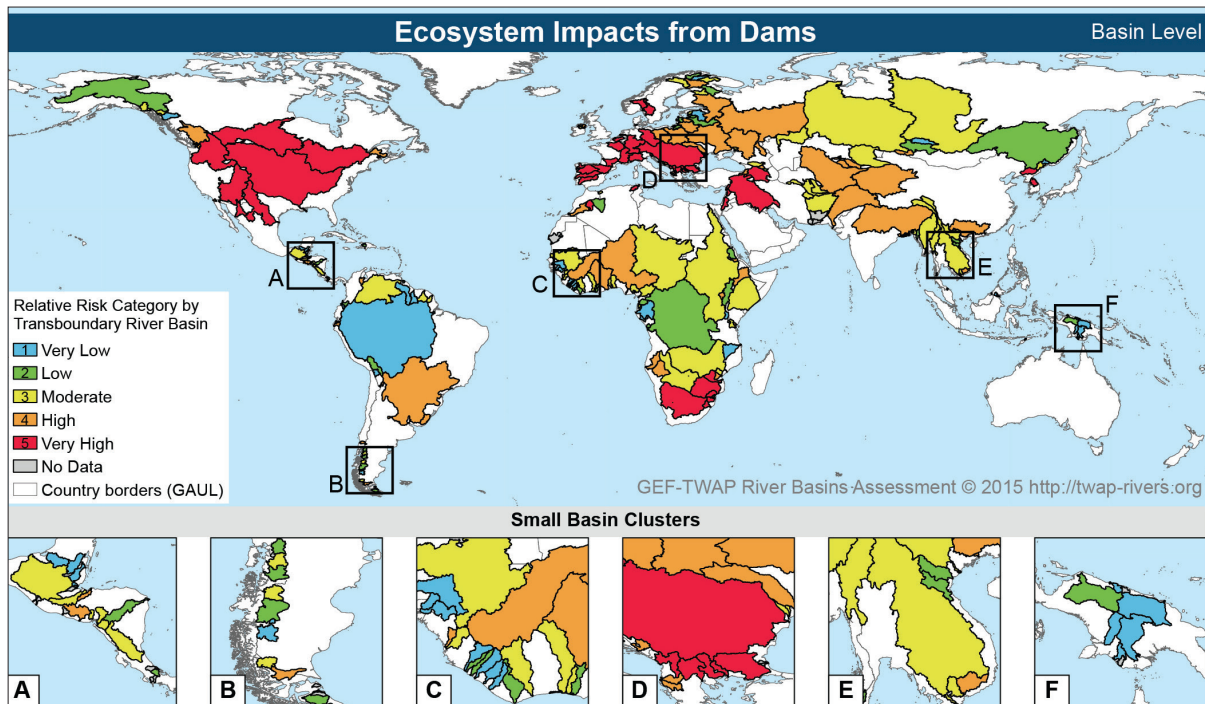 Ecosystem Impacts from Dams
Basin Level
A
B
C
D
E
F
Relative Risk Category by
Transboundary River Basin
1 Very Low
2 Low
3 Moderate
4 High
5 Very High
No Data
Country borders (GAUL)
GEF-TWAP River Basins Assessment © 2015 http://twap-rivers.org
Small Basin Clusters
A
B
C
D
E
F